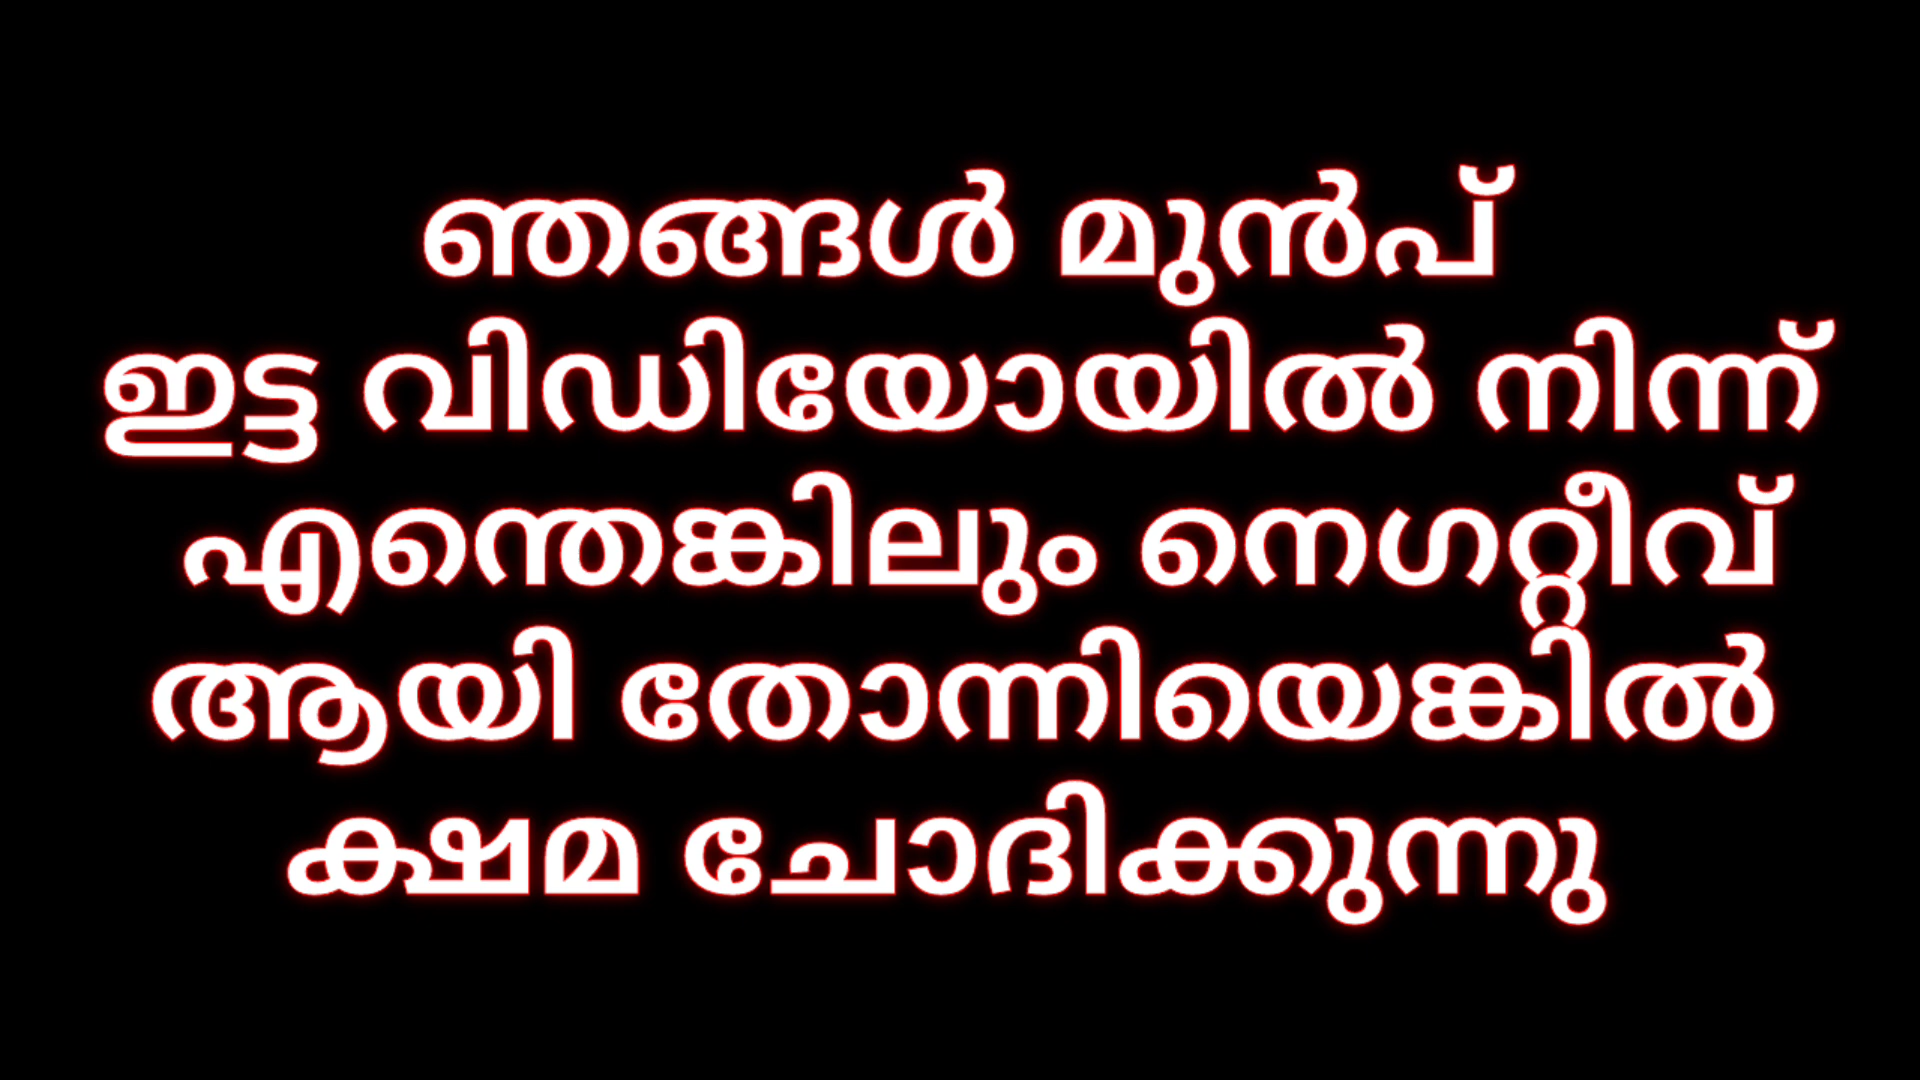 ഞങ്ങൾ മുൻപ്
ഇട്ട വിഡിയോയിൽ നിന്ന്
എന്തെങ്കിലും നെഗറ്റീവ്
ആയി തോന്നിയെങ്കിൽ
ക്ഷമ ചോദിക്കുന്നു